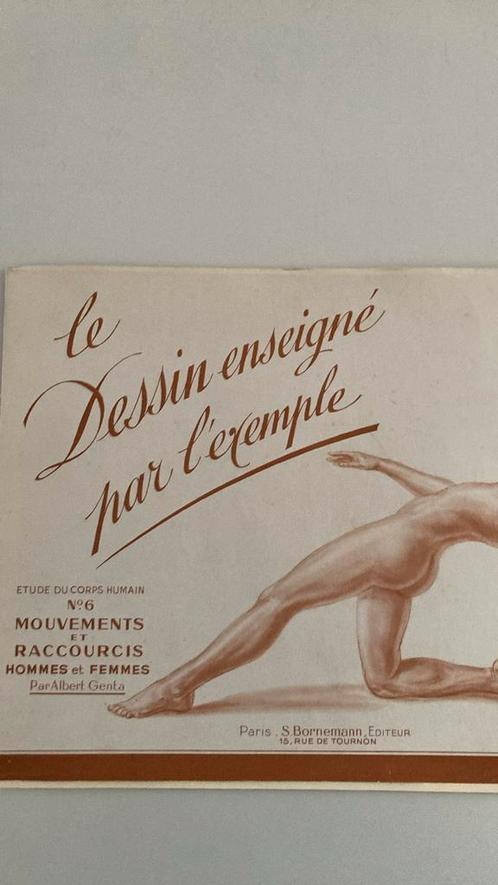 le
Dessin enseigné
par l'exemple
ETUDE DU CORPS HUMAIN
Nº6
MOUVEMENTS
ET
RACCOURCIS
HOMMES et FEMMES
Par Albert Genta
Paris . S. Bornemann, EDITEUR
15, RUE DE TOURNON